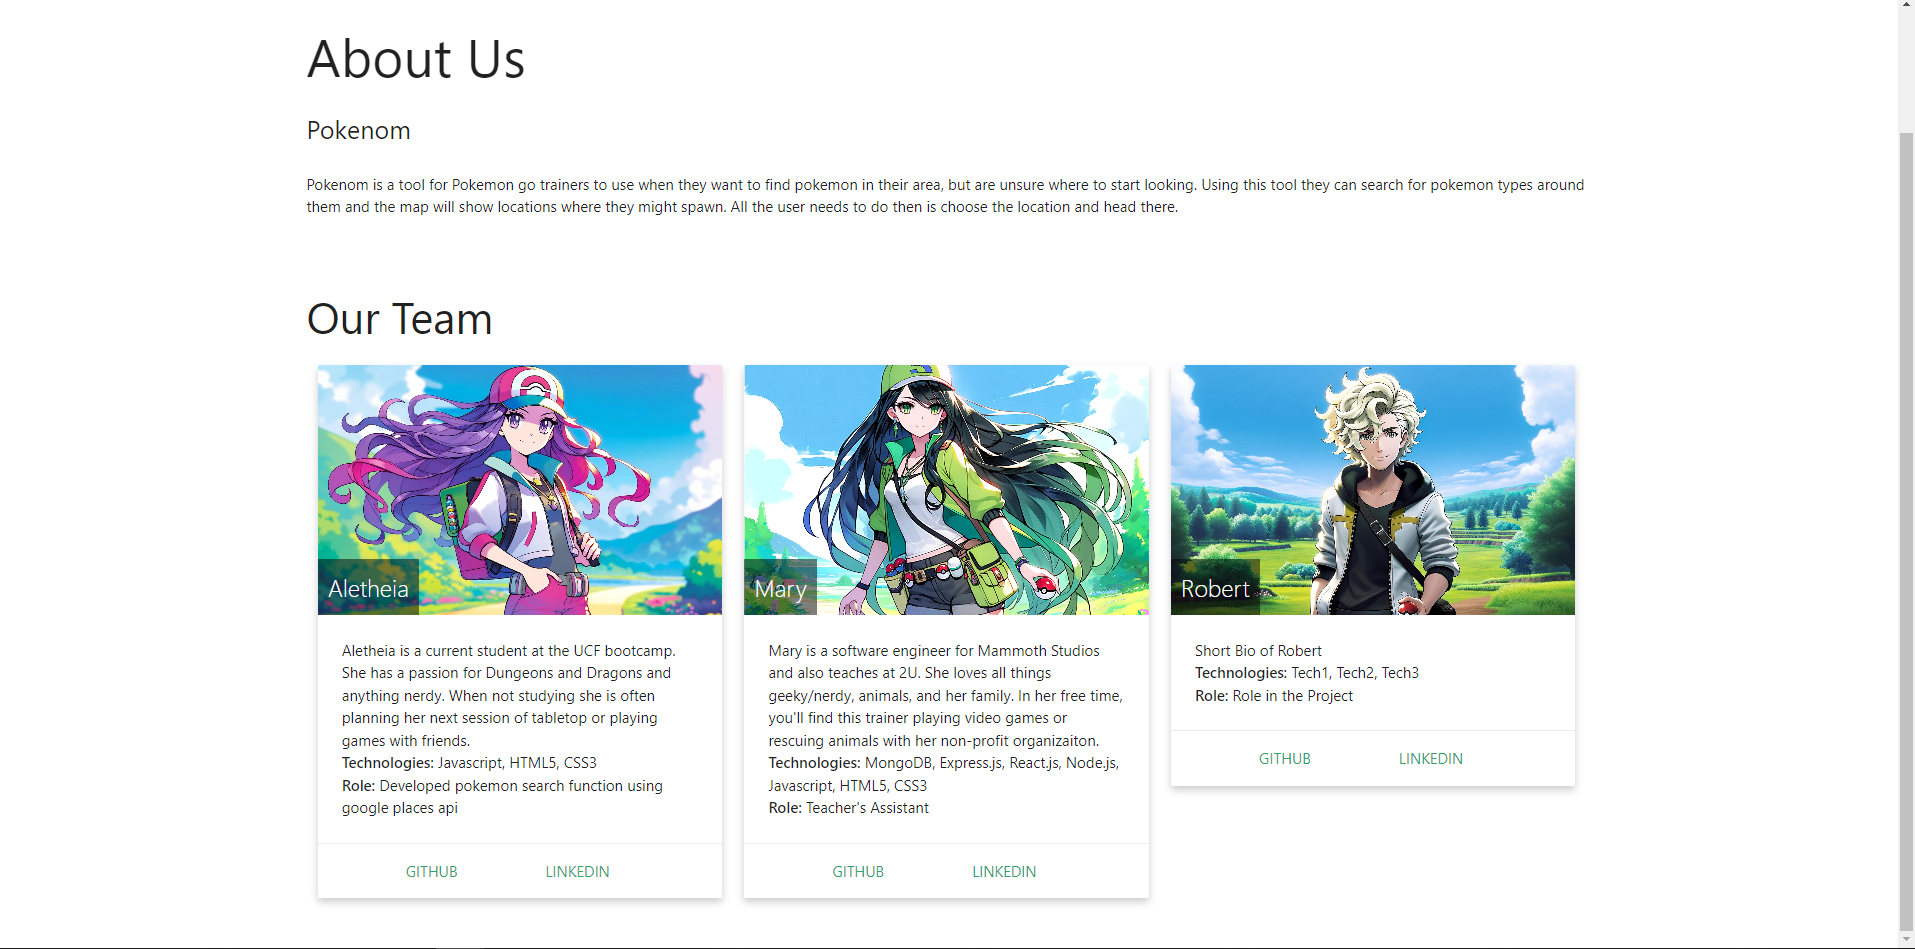 About Us
Pokenom
Pokenom is a tool for Pokemon go trainers to use when they want to find pokemon in their area, but are unsure where to start looking. Using this tool they can search for pokemon types around
them and the map will show locations where they might spawn. All the user needs to do then is choose the location and head there.
Our Team
Aletheia
Aletheia is a current student at the UCF bootcamp.
She has a passion for Dungeons and Dragons and
anything nerdy. When not studying she is often
planning her next session of tabletop or playing
games with friends.
Technologies: Javascript, HTML5, CSS3
Role: Developed pokemon search function using
google places api
GITHUB LINKEDIN
Mary
Mary is a software engineer for Mammoth Studios
and also teaches at 2U. She loves all things
geeky/nerdy, animals, and her family. In her free time,
you'll find this trainer playing video games or
rescuing animals with her non-profit organizaiton.
Technologies: MongoDB, Express.js, React.js, Node.js,
Javascript, HTML5, CSS3
Role: Teacher's Assistant
GITHUB LINKEDIN
Robert
Short Bio of Robert
Technologies: Tech1, Tech2, Tech3
Role: Role in the Project
GITHUB LINKEDIN